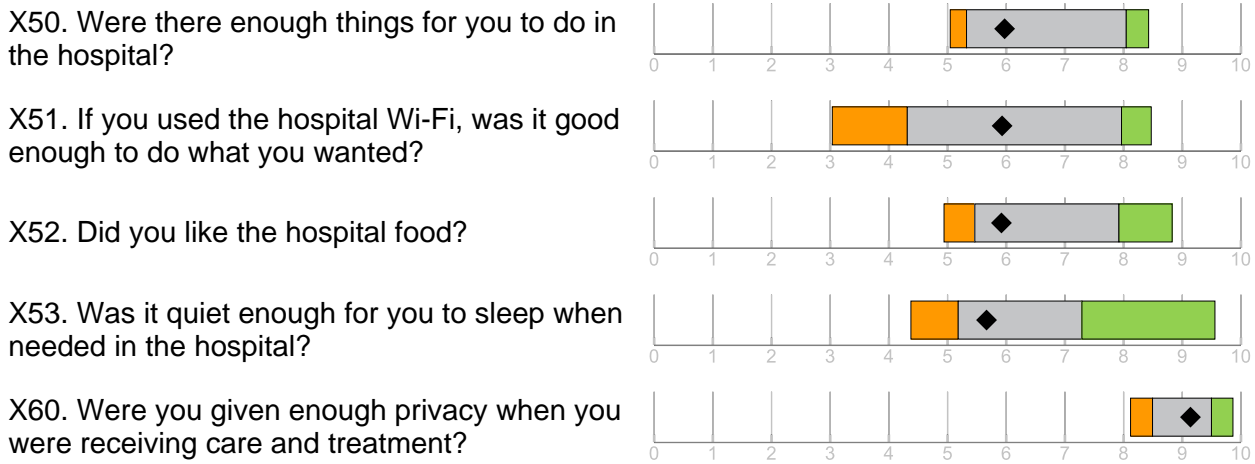 X50. Were there enough things for you to do in
the hospital?
0 1 2 3 4 5 6 7 8 9 10
X51. If you used the hospital Wi-Fi, was it good
enough to do what you wanted?
0 1 2 3 4 5 6 7 8 9 10
X52. Did you like the hospital food?
0 1 2 3 4 5 6 7 8 9 10
X53. Was it quiet enough for you to sleep when
needed in the hospital?
0 1 2 3 4 5 6 7 8 9 10
X60. Were you given enough privacy when you
were receiving care and treatment?
0 1 2 3 4 5 6 7 8 9 10